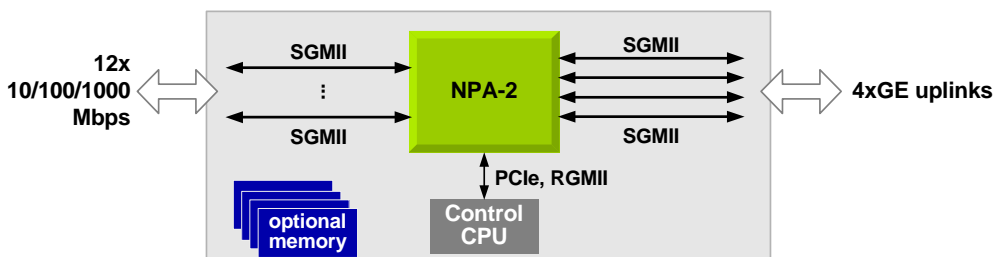 12x
10/100/1000
Mbps
SGMII
...
SGMII
NPA-2
SGMII
SGMII
4xGE uplinks
PCIe, RGMII
Control
CPU
optional
memory